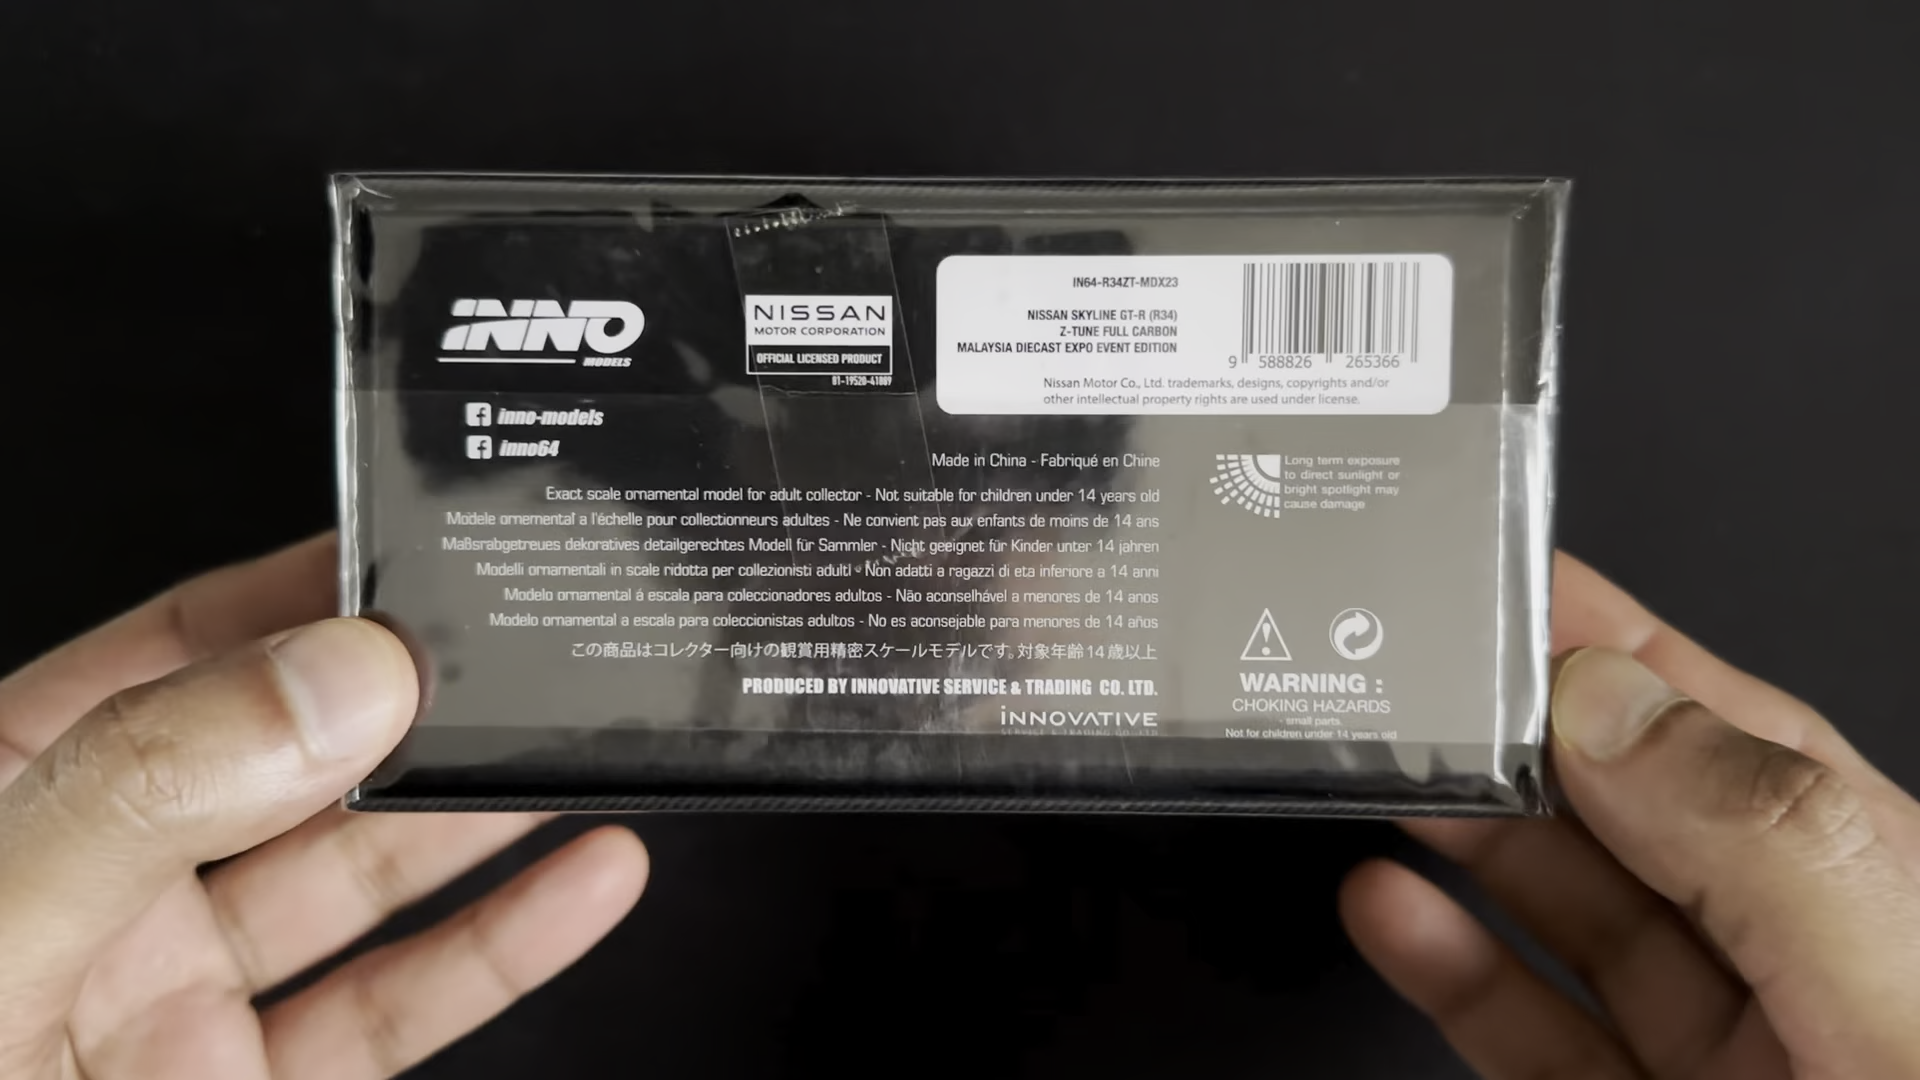 INNO
MODELS
inno-models
inno64
NISSAN
MOTOR CORPORATION
OFFICIAL LICENSED PRODUCT
01-19520-41809
IN64-R34ZT-MDX23
NISSAN SKYLINE GT-R (R34)
Z-TUNE FULL CARBON
MALAYSIA DIECAST EXPO EVENT EDITION
9 588826 265366
Nissan Motor Co., Ltd. trademarks, designs, copyrights and/or
other intellectual property rights are used under license.
Made in China - Fabriqué en Chine
Exact scale ornamental model for adult collector - Not suitable for children under 14 years old
Modele ornemental a l'échelle pour collectionneurs adultes - Ne convient pas aux enfants de moins de 14 ans
Maßsrabgetreues dekoratives detailgerechtes Modell für Sammler - Nicht geeignet für Kinder unter 14 jahren
Modelli ornamentali in scale ridotta per collezionisti adulti - Non adatti a ragazzi di eta inferiore a 14 anni
Modelo ornamental á escala para coleccionadores adultos - Não aconselhável a menores de 14 anos
Modelo ornamental a escala para coleccionistas adultos - No es aconsejable para menores de 14 años
この商品はコレクター向けの観賞用精密スケールモデルです。対象年齢14歳以上
PRODUCED BY INNOVATIVE SERVICE & TRADING CO. LTD.
INNOVATIVE
SERVICE & TRADING CO. LTD
Long term exposure
to direct sunlight or
bright spotlight may
cause damage
WARNING :
CHOKING HAZARDS
- small parts.
Not for children under 14 years old